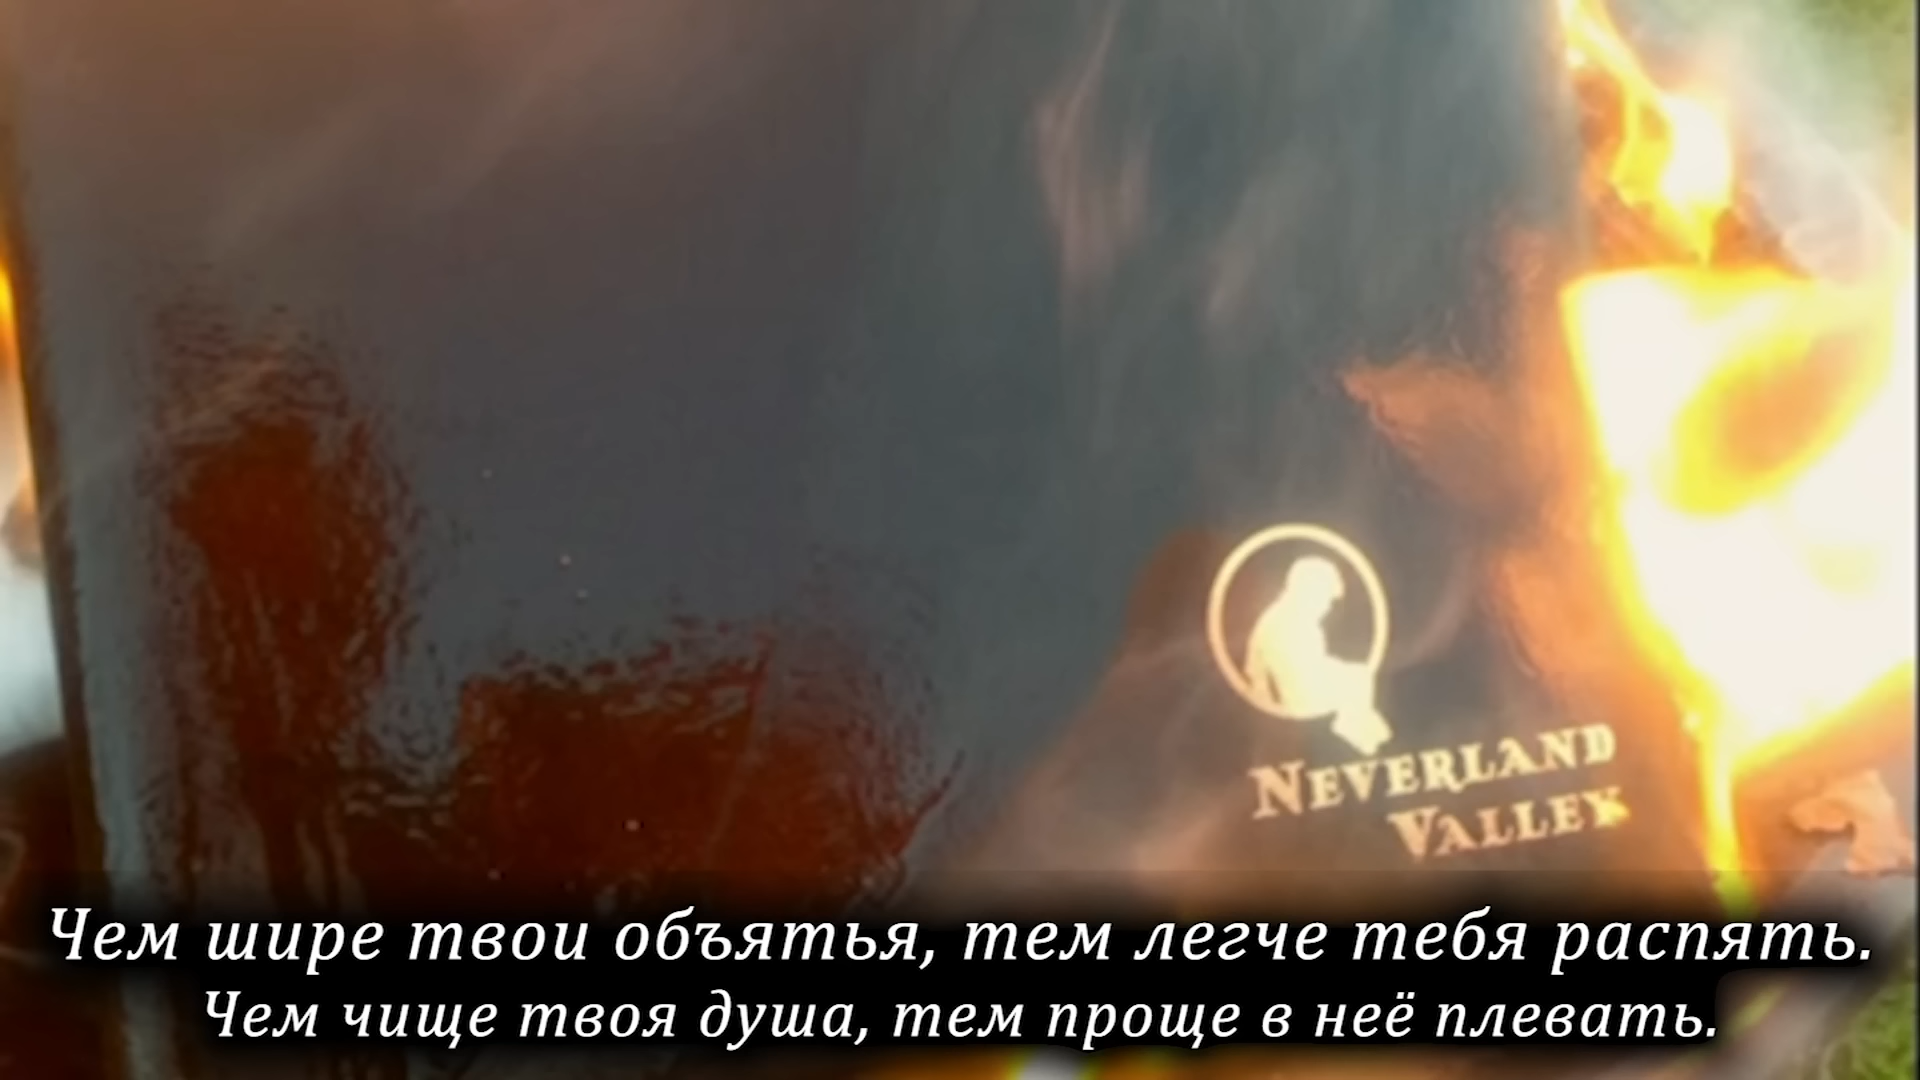 NEVERLAND
VALLEY
Чем шире твои объятья, тем легче тебя распять.
Чем чище твоя душа, тем проще в неё плевать.